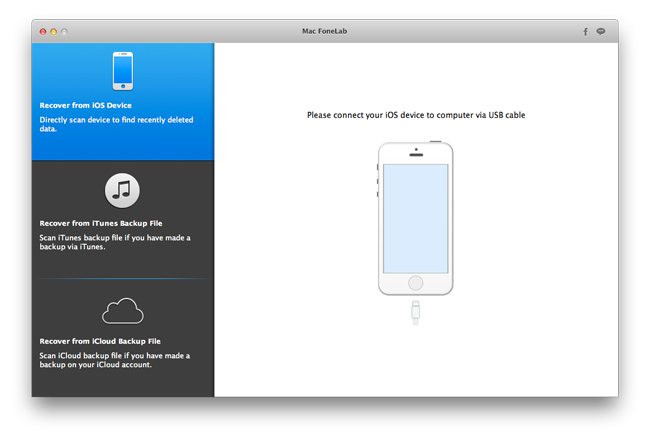 Mac FoneLab
f
Recover from iOS Device
Directly scan device to find recently deleted
data.
Please connect your iOS device to computer via USB cable
Recover from iTunes Backup File
Scan iTunes backup file if you have made a
backup via iTunes.
Recover from iCloud Backup File
Scan iCloud backup file if you have made a
backup on your iCloud account.